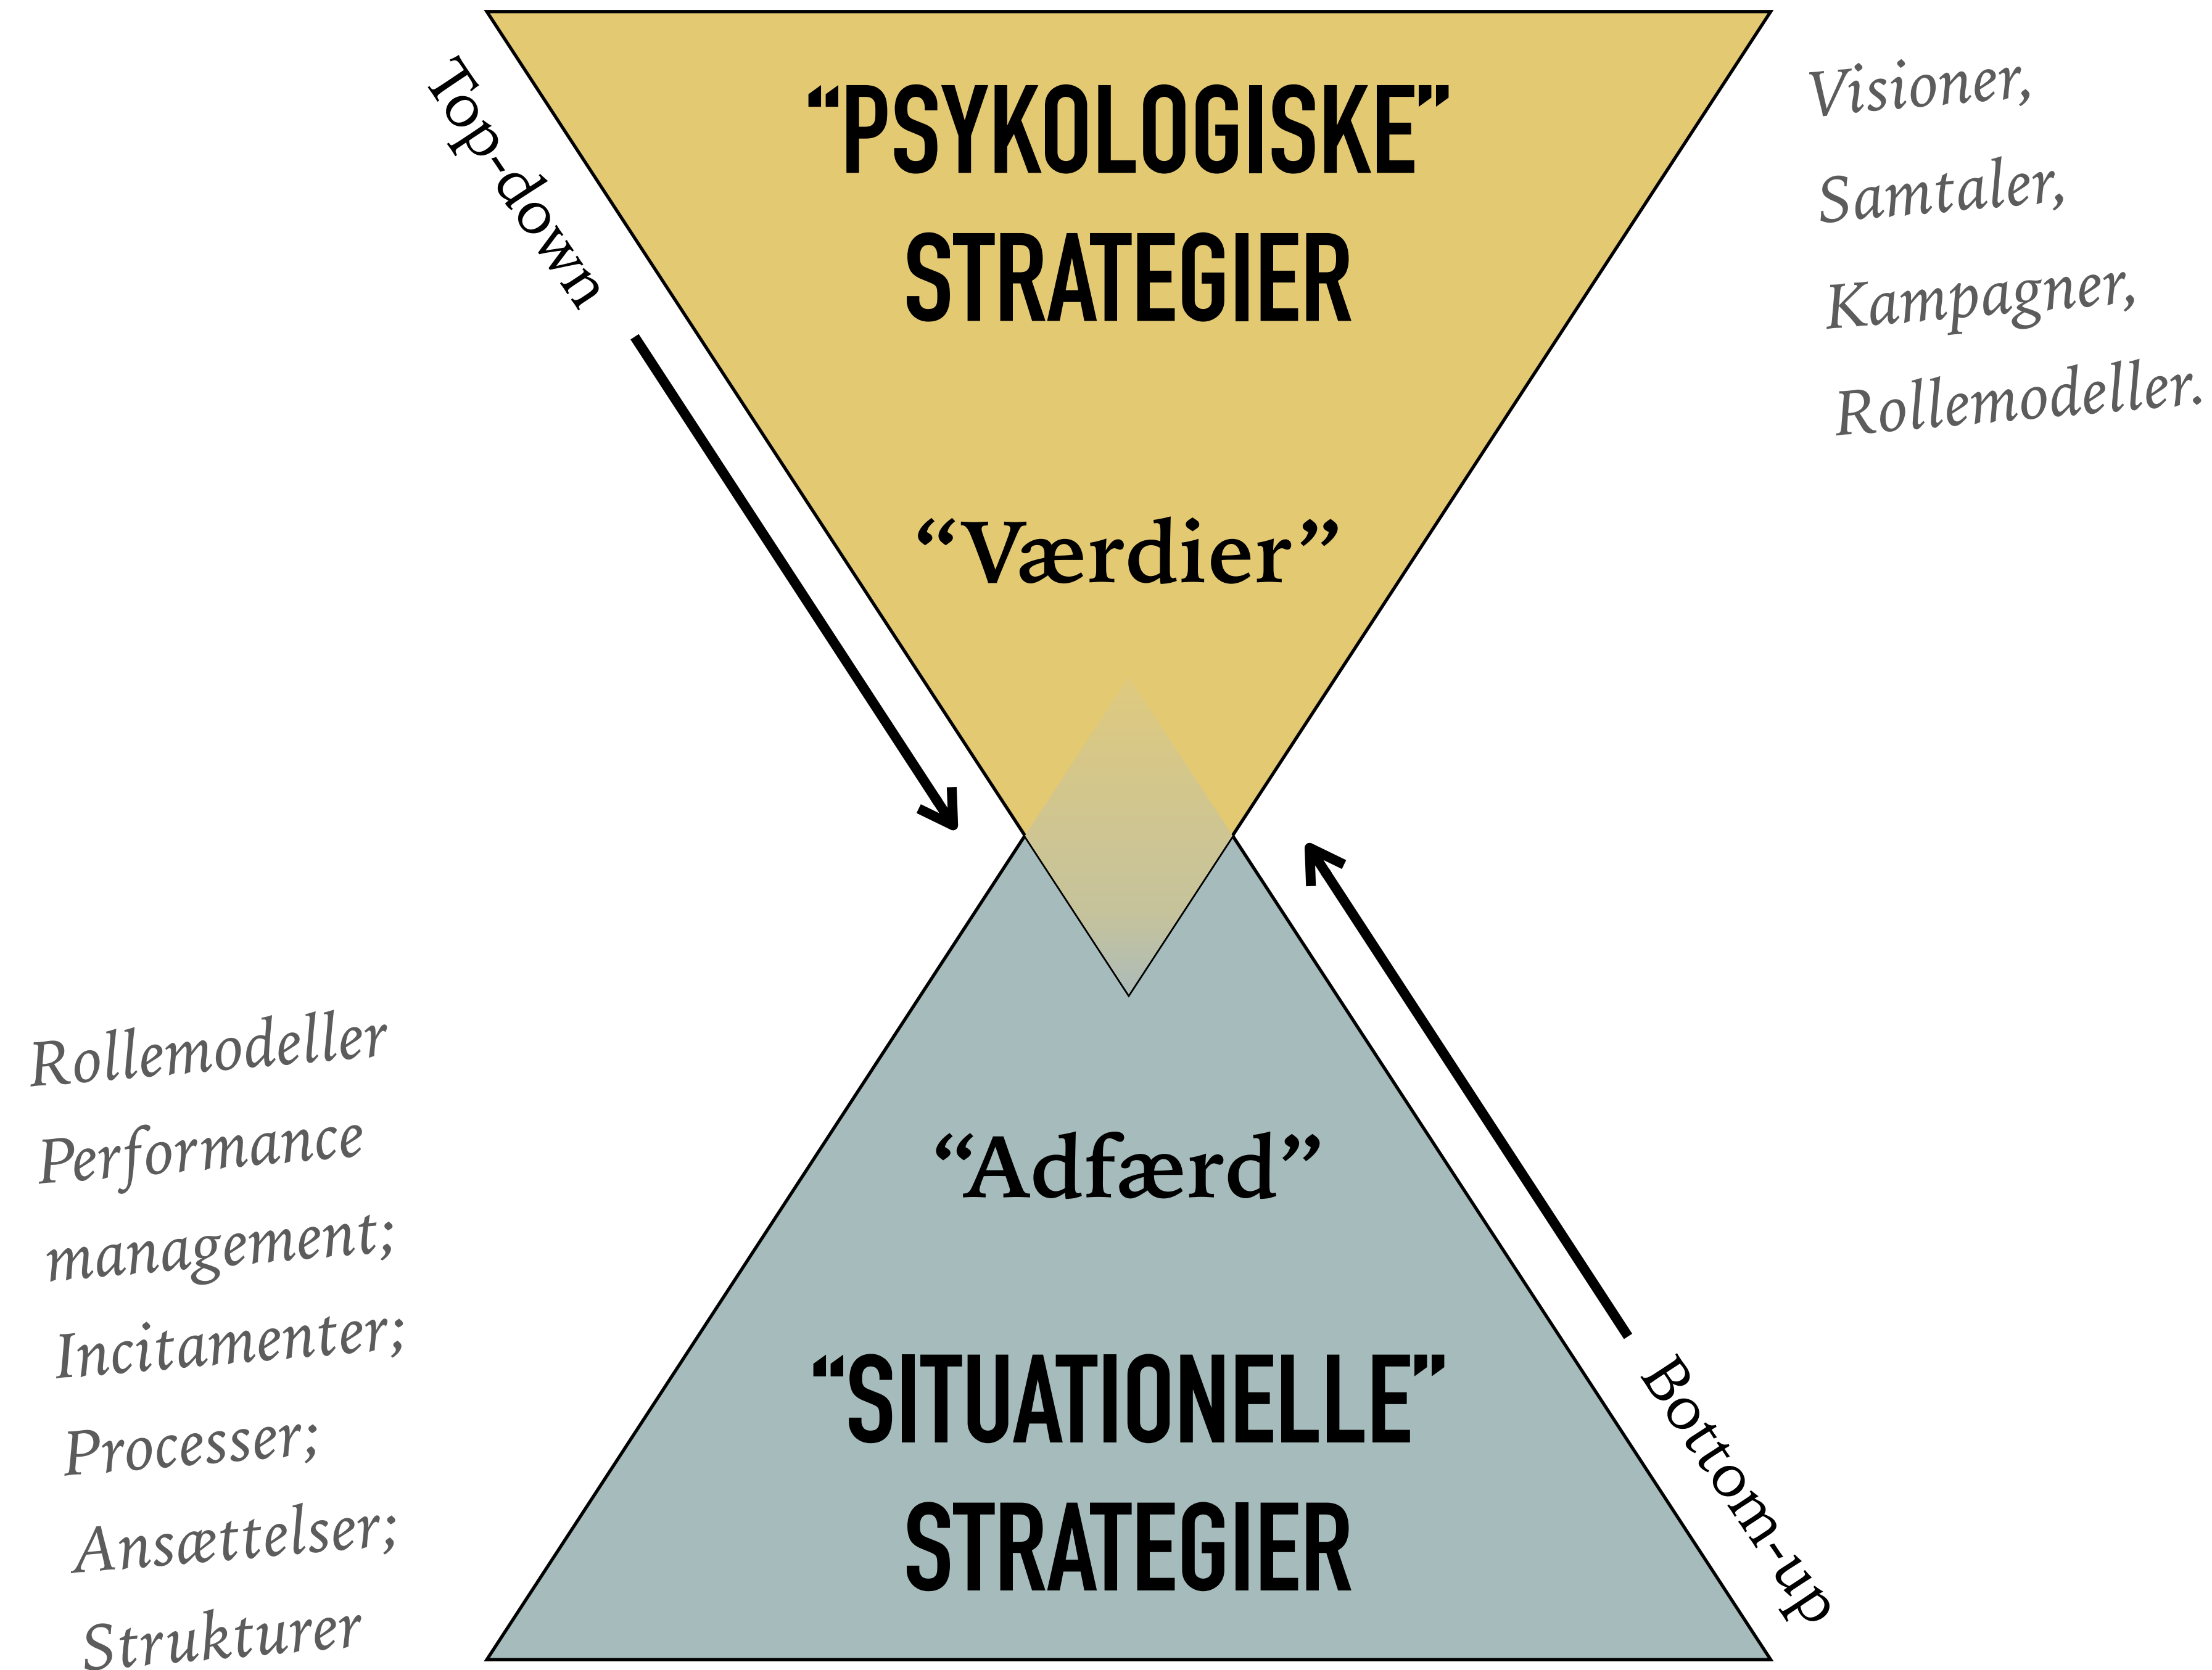 Top-down
“PSYKOLOGISKE”
STRATEGIER
“Værdier”
Visioner,
Samtaler,
Kampagner,
Rollemodeller.
Rollemodeller
Performance
management;
Incitamenter;
Processer;
Ansættelser;
Strukturer
“Adfærd”
“SITUATIONELLE”
STRATEGIER
Bottom-up